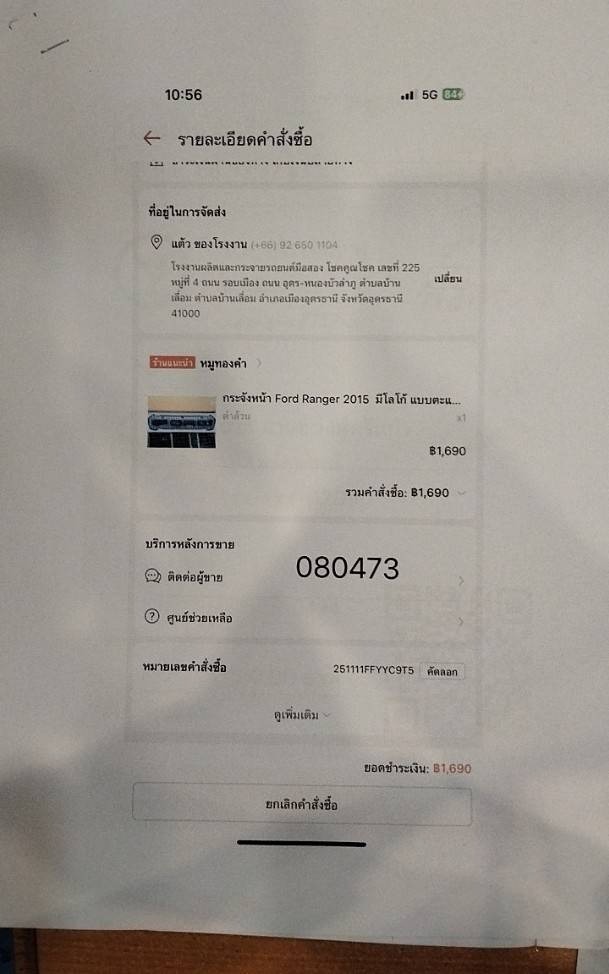 10:56
5G 84+
รายละเอียดคำสั่งซื้อ
ที่อยู่ในการจัดส่ง
แต้ว ของโรงงาน (+66) 92 650 1104
โรงงานผลิตและกระจายรถยนต์มือสอง โชคคูณโชค เลขที่ 225
หมู่ที่ 4 ถนน รอบเมือง ถนน อุดร-หนองบัวลำภู ตำบลบ้าน
เลื่อม ตำบลบ้านเลื่อม อำเภอเมืองอุดรธานี จังหวัดอุดรธานี
41000
เปลี่ยน
ร้านแนะนำ หมูทองคำ
กระจังหน้า Ford Ranger 2015 มีโลโก้ แบบตะแ...
ดำด้วน x1
฿1,690
รวมคำสั่งซื้อ: ฿1,690
บริการหลังการขาย
080473
ติดต่อผู้ขาย
ศูนย์ช่วยเหลือ
หมายเลขคำสั่งซื้อ 251111FFYYC9T5 คัดลอก
ดูเพิ่มเติม
ยอดชำระเงิน: ฿1,690
ยกเลิกคำสั่งซื้อ